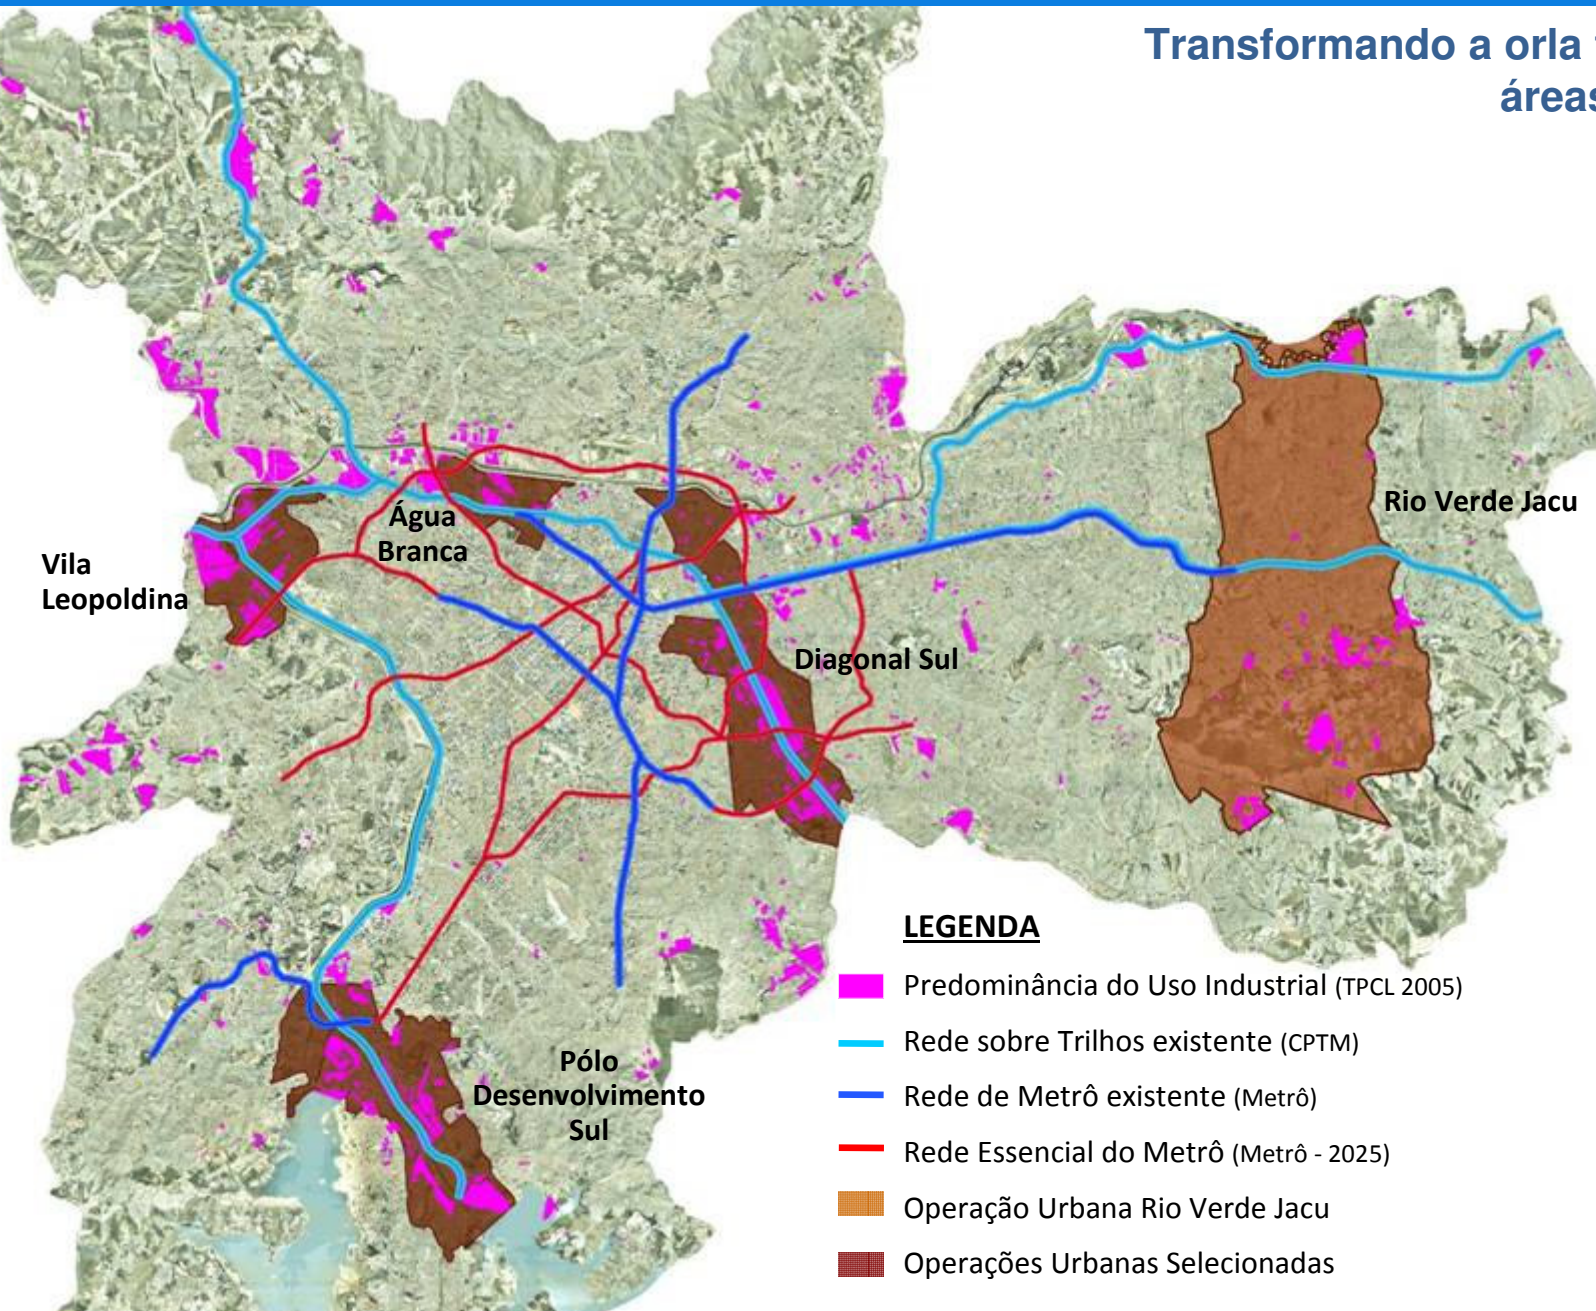 Transformando a orla
áreas
Rio Verde Jacu
Água
Branca
Vila
Leopoldina
Diagonal Sul
Pólo
Desenvolvimento
Sul
LEGENDA
Predominância do Uso Industrial (TPCL 2005)
Rede sobre Trilhos existente (CPTM)
Rede de Metrô existente (Metrô)
Rede Essencial do Metrô (Metrô - 2025)
Operação Urbana Rio Verde Jacu
Operações Urbanas Selecionadas